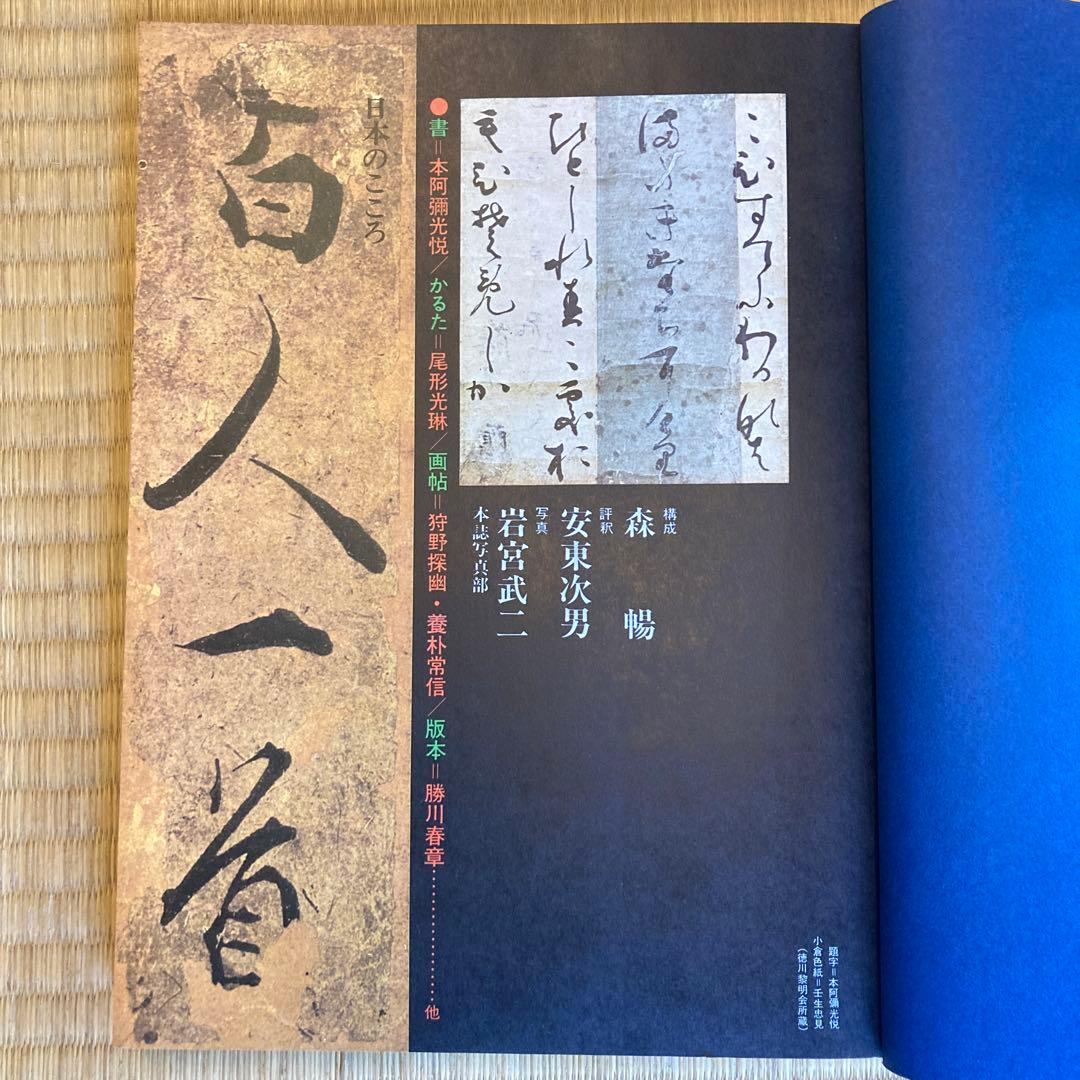 百人一首
日本のこころ
●書＝本阿彌光悦／かるた＝尾形光琳／画帖＝狩野探幽・養朴常信／版本＝勝川春章………………他
構成
森 暢
評釈
安東次男
写真
岩宮武二
本誌写真部
題字＝本阿彌光悦
小倉色紙＝壬生忠見
（徳川黎明会所蔵）